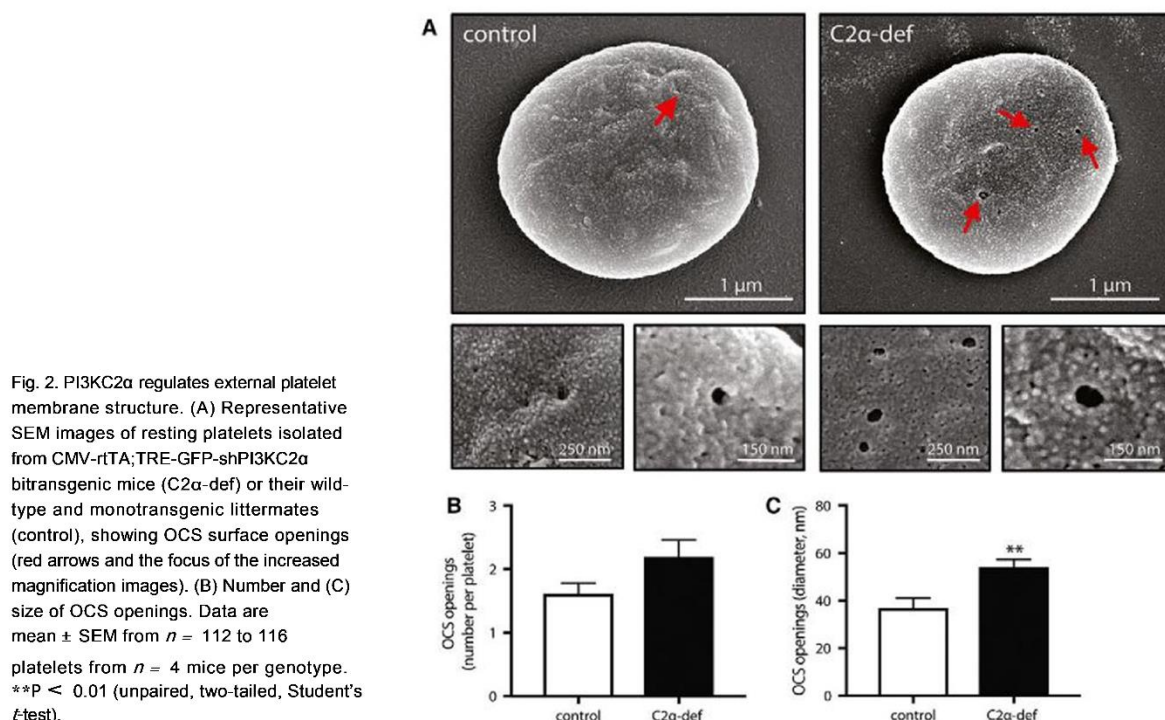 A
control
C2α-def
1 µm
1 µm
250 nm
150 nm
250 nm
150 nm
Fig. 2. PI3KC2α regulates external platelet
membrane structure. (A) Representative
SEM images of resting platelets isolated
from CMV-rtTA;TRE-GFP-shPI3KC2α
bitransgenic mice (C2α-def) or their wild-
type and monotransgenic littermates
(control), showing OCS surface openings
(red arrows and the focus of the increased
magnification images). (B) Number and (C)
size of OCS openings. Data are
mean ± SEM from n = 112 to 116
platelets from n = 4 mice per genotype.
**P < 0.01 (unpaired, two-tailed, Student's
t-test).
B
OCS openings
(number per platelet)
3
2
1
0
control
C2α-def
C
OCS openings (diameter, nm)
80
60
40
20
0
**
control
C2α-def